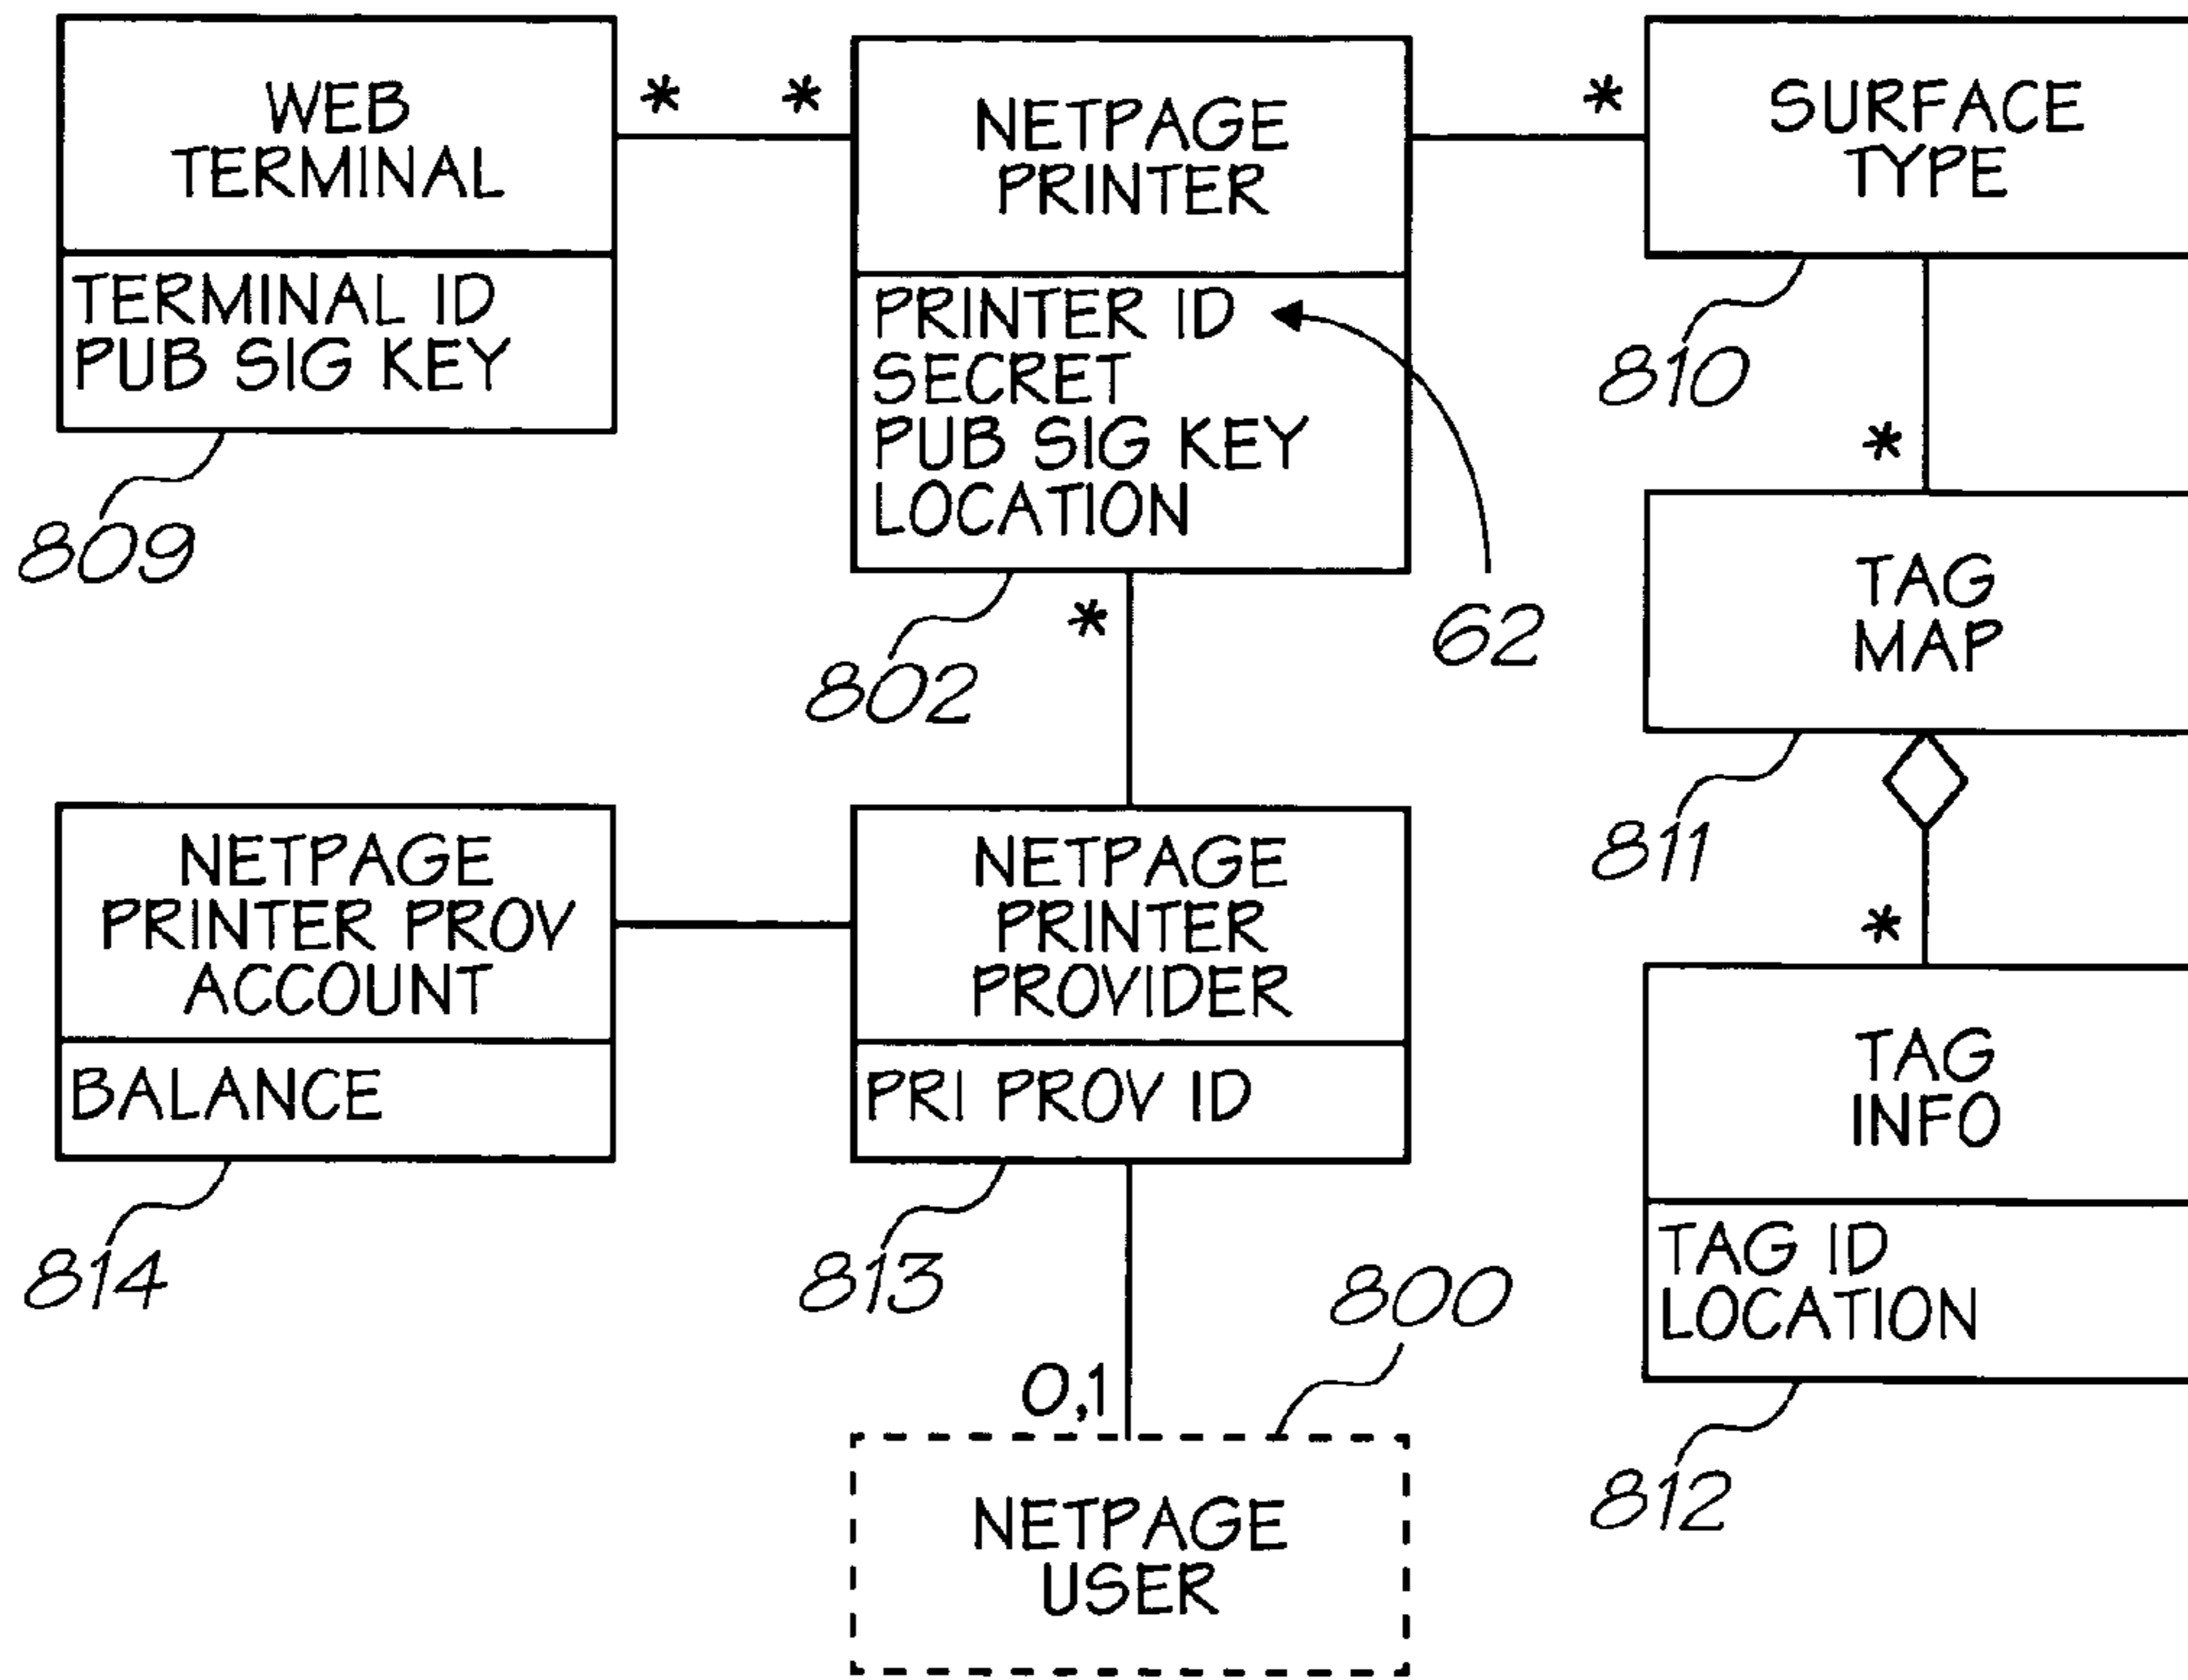 WEB
TERMINAL
TERMINAL ID
PUB SIG KEY
809
*
*
NETPAGE
PRINTER
PRINTER ID
SECRET
PUB SIG KEY
LOCATION
62
802
*
*
SURFACE
TYPE
810
*
TAG
MAP
811
*
TAG
INFO
TAG ID
LOCATION
812
NETPAGE
PRINTER PROV
ACCOUNT
BALANCE
814
NETPAGE
PRINTER
PROVIDER
PRI PROV ID
813
0,1
800
NETPAGE
USER